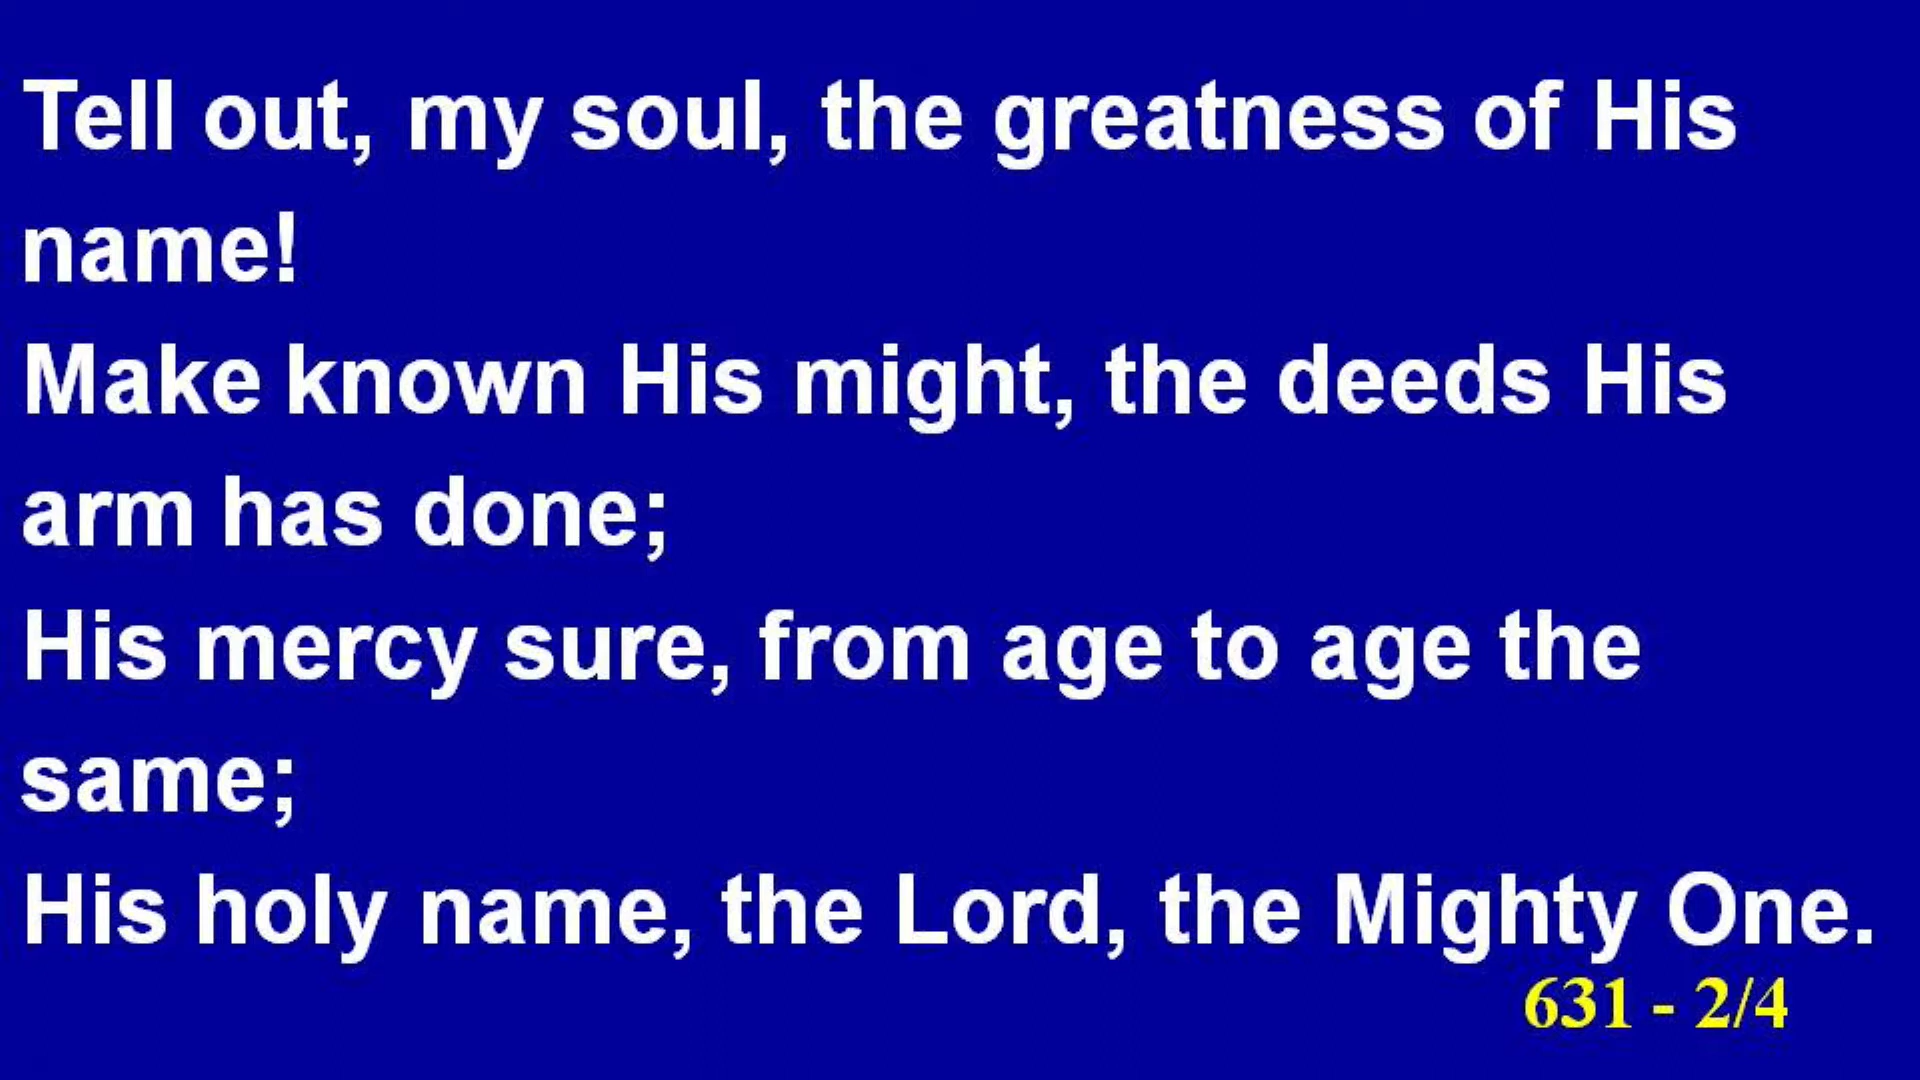 Tell out, my soul, the greatness of His
name!
Make known His might, the deeds His
arm has done;
His mercy sure, from age to age the
same;
His holy name, the Lord, the Mighty One.
631 - 2/4